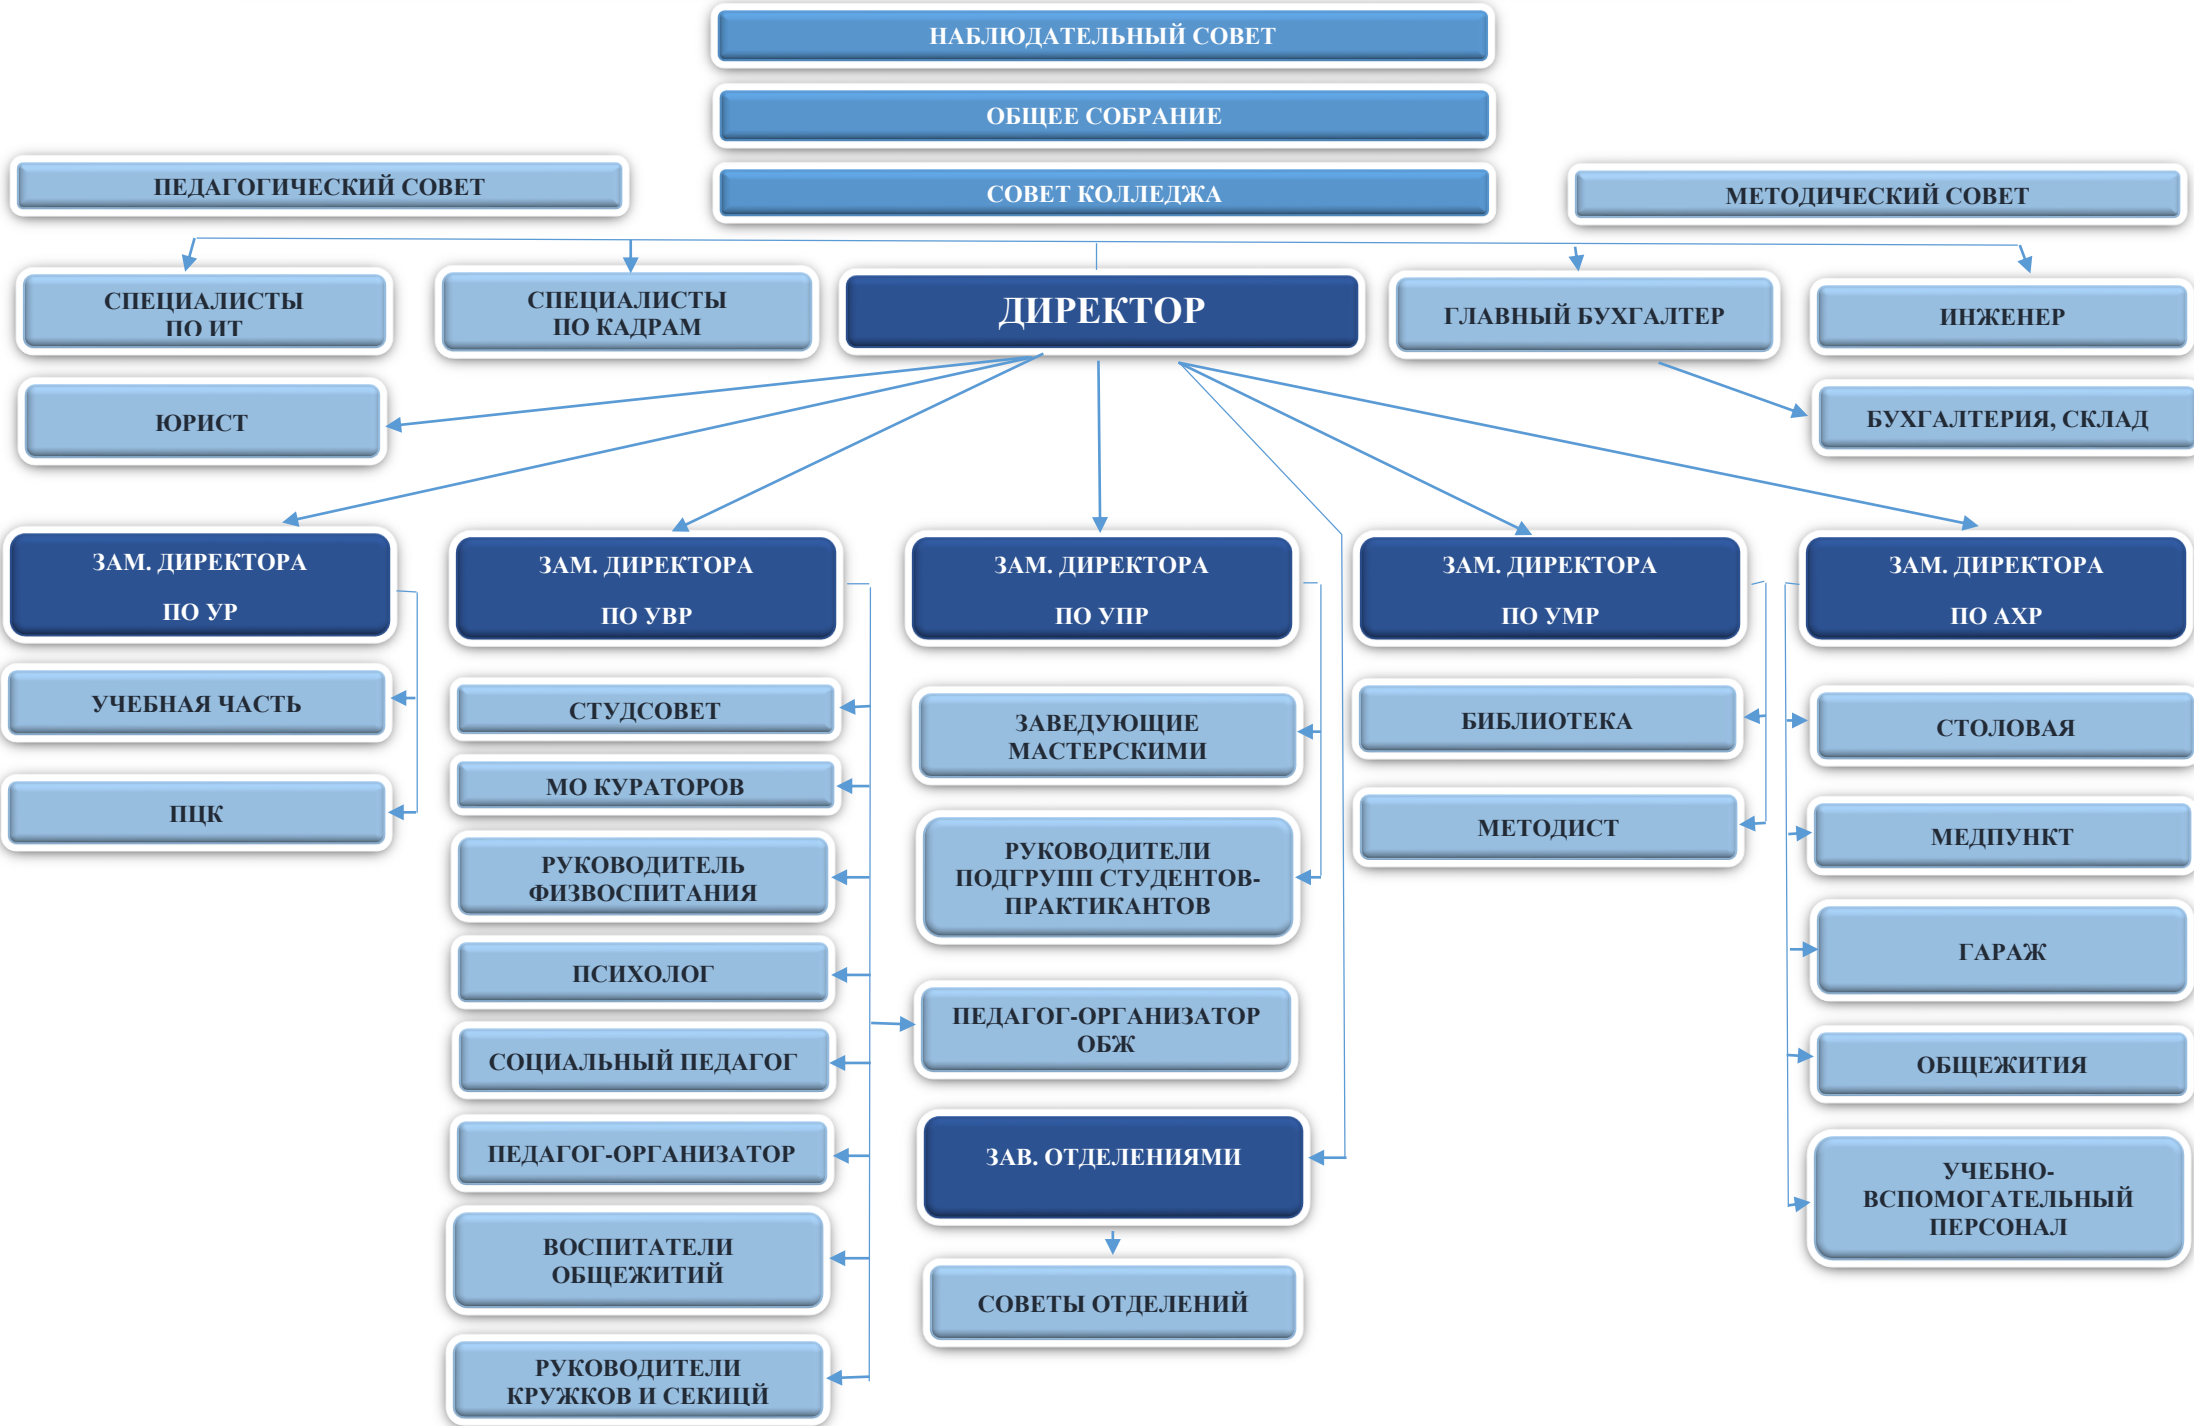 НАБЛЮДАТЕЛЬНЫЙ СОВЕТ
ОБЩЕЕ СОБРАНИЕ
ПЕДАГОГИЧЕСКИЙ СОВЕТ
СОВЕТ КОЛЛЕДЖА
МЕТОДИЧЕСКИЙ СОВЕТ
СПЕЦИАЛИСТЫ
ПО ИТ
СПЕЦИАЛИСТЫ
ПО КАДРАМ
ДИРЕКТОР
ГЛАВНЫЙ БУХГАЛТЕР
ИНЖЕНЕР
ЮРИСТ
БУХГАЛТЕРИЯ, СКЛАД
ЗАМ. ДИРЕКТОРА
ПО УР
ЗАМ. ДИРЕКТОРА
ПО УВР
ЗАМ. ДИРЕКТОРА
ПО УПР
ЗАМ. ДИРЕКТОРА
ПО УМР
ЗАМ. ДИРЕКТОРА
ПО АХР
УЧЕБНАЯ ЧАСТЬ
ПЦК
СТУДСОВЕТ
МО КУРАТОРОВ
РУКОВОДИТЕЛЬ
ФИЗВОСПИТАНИЯ
ПСИХОЛОГ
СОЦИАЛЬНЫЙ ПЕДАГОГ
ПЕДАГОГ-ОРГАНИЗАТОР
ВОСПИТАТЕЛИ
ОБЩЕЖИТИЙ
РУКОВОДИТЕЛИ
КРУЖКОВ И СЕКИЦЙ
ЗАВЕДУЮЩИЕ
МАСТЕРСКИМИ
РУКОВОДИТЕЛИ
ПОДГРУПП СТУДЕНТОВ-
ПРАКТИКАНТОВ
ПЕДАГОГ-ОРГАНИЗАТОР
ОБЖ
ЗАВ. ОТДЕЛЕНИЯМИ
СОВЕТЫ ОТДЕЛЕНИЙ
БИБЛИОТЕКА
МЕТОДИСТ
СТОЛОВАЯ
МЕДПУНКТ
ГАРАЖ
ОБЩЕЖИТИЯ
УЧЕБНО-
ВСПОМОГАТЕЛЬНЫЙ
ПЕРСОНАЛ